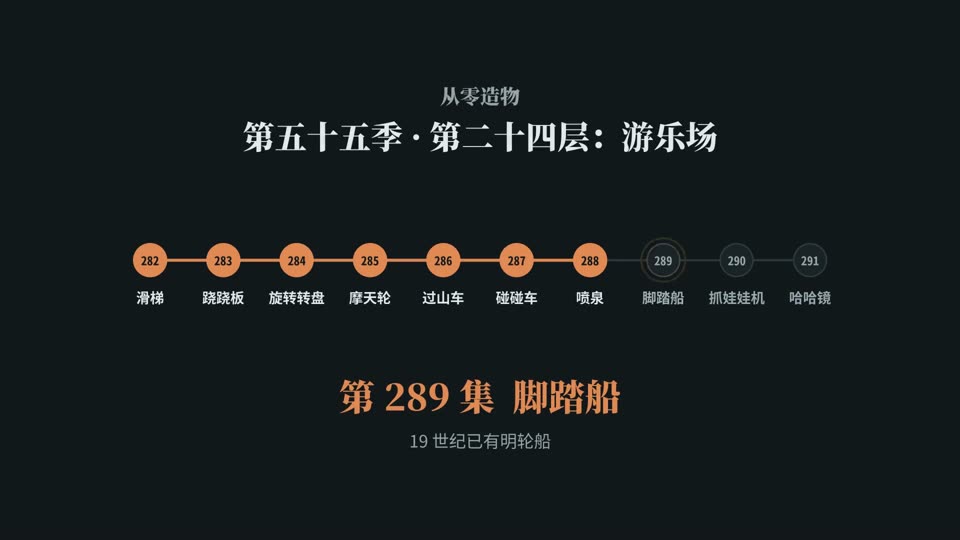 从零造物
第五十五季 · 第二十四层：游乐场
282 283 284 285 286 287 288 289 290 291
滑梯 跷跷板 旋转转盘 摩天轮 过山车 碰碰车 喷泉 脚踏船 抓娃娃机 哈哈镜
第 289 集 脚踏船
19 世纪已有明轮船